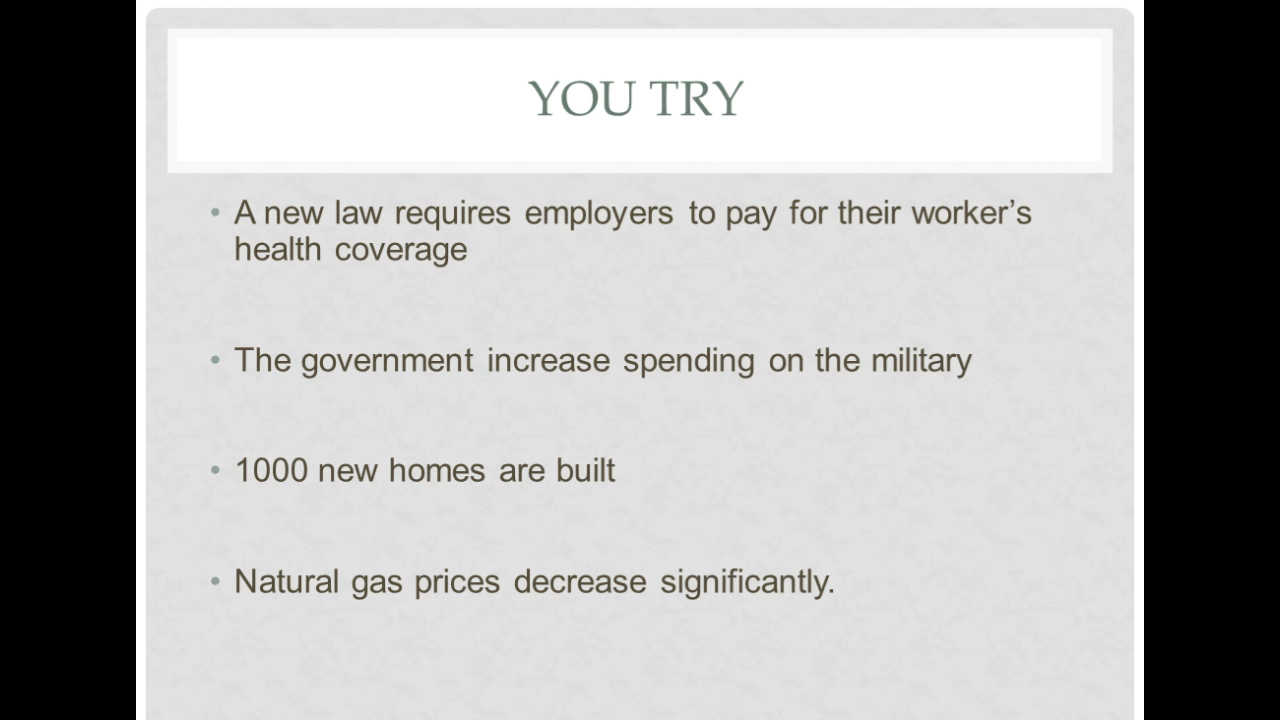 YOU TRY
• A new law requires employers to pay for their worker’s
health coverage
• The government increase spending on the military
• 1000 new homes are built
• Natural gas prices decrease significantly.